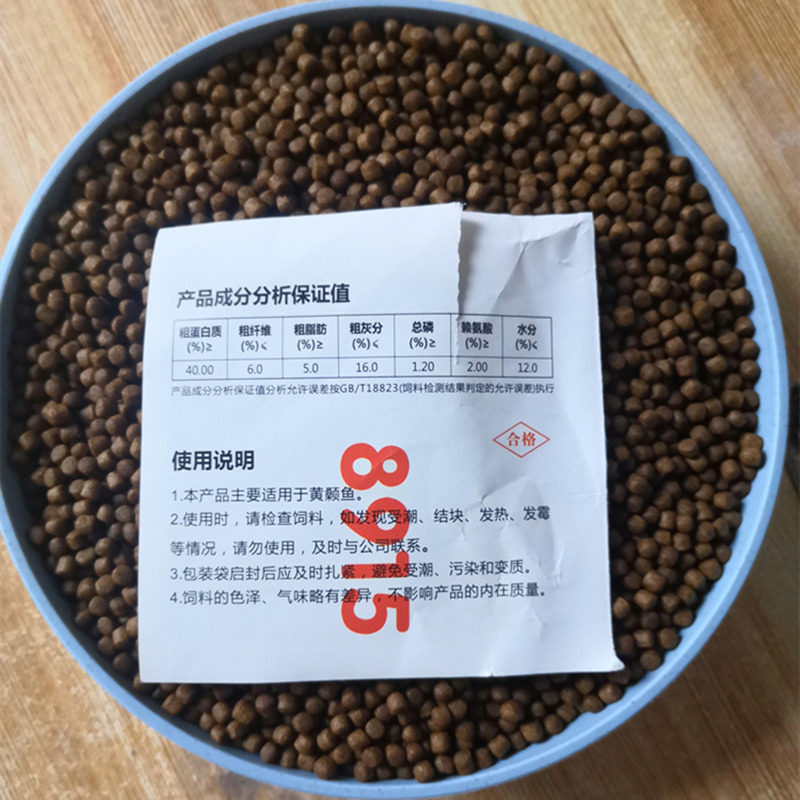 产品成分分析保证值
粗蛋白质 粗纤维 粗脂肪 粗灰分 总磷 赖氨酸 水分
(%)≥ (%)≤ (%)≥ (%)≤ (%)≥ (%)≥ (%)≤
40.00 6.0 5.0 16.0 1.20 2.00 12.0
产品成分分析保证值分析允许误差按GB/T18823(饲料检测结果判定的允许误差)执行
合格
使用说明
1.本产品主要适用于黄颡鱼。
2.使用时，请检查饲料，如发现受潮、结块、发热、发霉
等情况，请勿使用，及时与公司联系。
3.包装袋启封后应及时扎紧，避免受潮、污染和变质。
4.饲料的色泽、气味略有差异，不影响产品的内在质量。